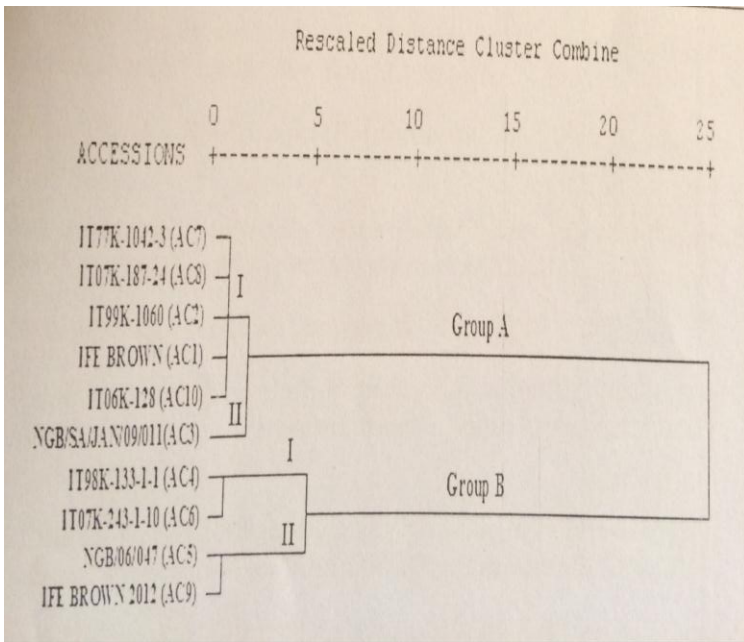 Rescaled Distance Cluster Combine
0 5 10 15 20 25
ACCESSIONS +---------+---------+---------+---------+---------+
IT77K-1042-3 (AC7)
IT07K-187-24 (AC8)
I
IT99K-1060 (AC2)
Group A
IFE BROWN (AC1)
IT06K-128 (AC10)
II
NGB/SA/JAN/09/011(AC3)
I
IT98K-133-1-1 (AC4)
Group B
IT07K-243-1-10 (AC6)
II
NGB/06/047 (AC5)
IFE BROWN 2012 (AC9)